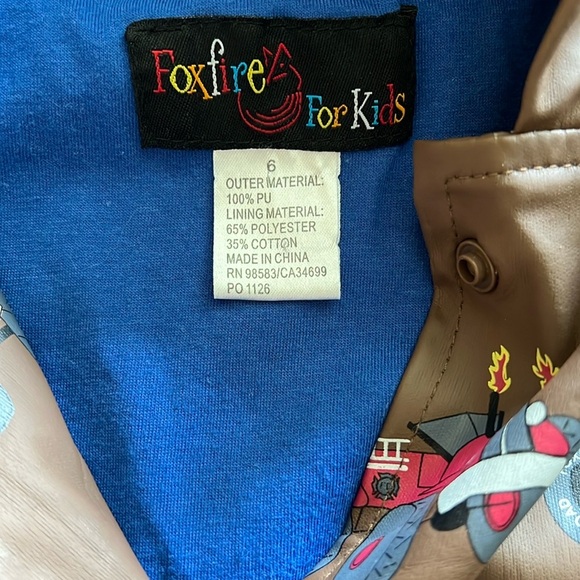 Foxfire
For Kids
6
OUTER MATERIAL:
100% PU
LINING MATERIAL:
65% POLYESTER
35% COTTON
MADE IN CHINA
RN 98583/CA34699
PO 1126